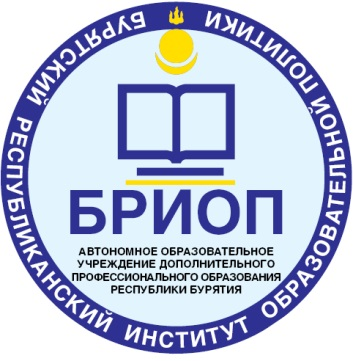 БУРЯТСКИЙ РЕСПУБЛИКАНСКИЙ ИНСТИТУТ ОБРАЗОВАТЕЛЬНОЙ ПОЛИТИКИ
БРИОП
АВТОНОМНОЕ ОБРАЗОВАТЕЛЬНОЕ
УЧРЕЖДЕНИЕ ДОПОЛНИТЕЛЬНОГО
ПРОФЕССИОНАЛЬНОГО ОБРАЗОВАНИЯ
РЕСПУБЛИКИ БУРЯТИЯ